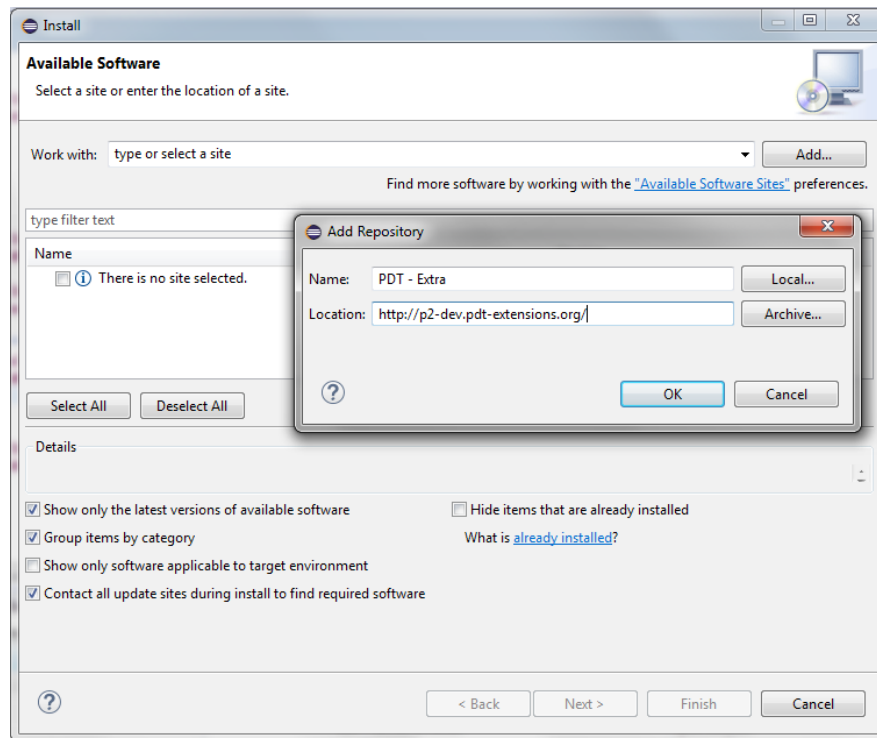 Install
Available Software
Select a site or enter the location of a site.
Work with: type or select a site Add...
Find more software by working with the "Available Software Sites" preferences.
type filter text
Name
There is no site selected.
Add Repository
Name: PDT - Extra Local...
Location: http://p2-dev.pdt-extensions.org/ Archive...
OK Cancel
Select All Deselect All
Details
Show only the latest versions of available software Hide items that are already installed
Group items by category What is already installed?
Show only software applicable to target environment
Contact all update sites during install to find required software
< Back Next > Finish Cancel